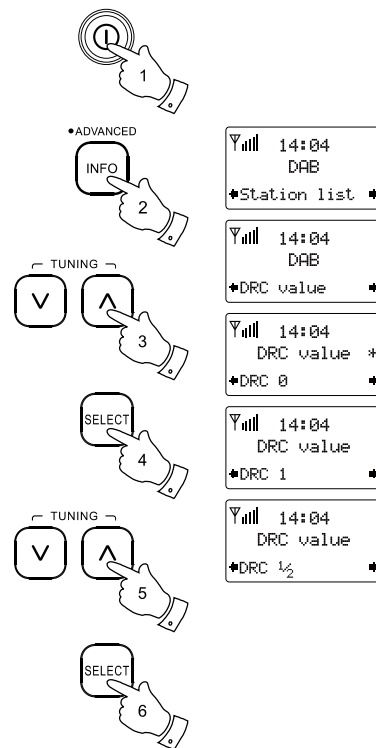 1
•ADVANCED
INFO
2
TUNING
∨ ∧
3
SELECT
4
TUNING
∨ ∧
5
SELECT
6
14:04
DAB
Station list
14:04
DAB
DRC value
14:04
DRC value *
DRC 0
14:04
DRC value
DRC 1
14:04
DRC value
DRC ½